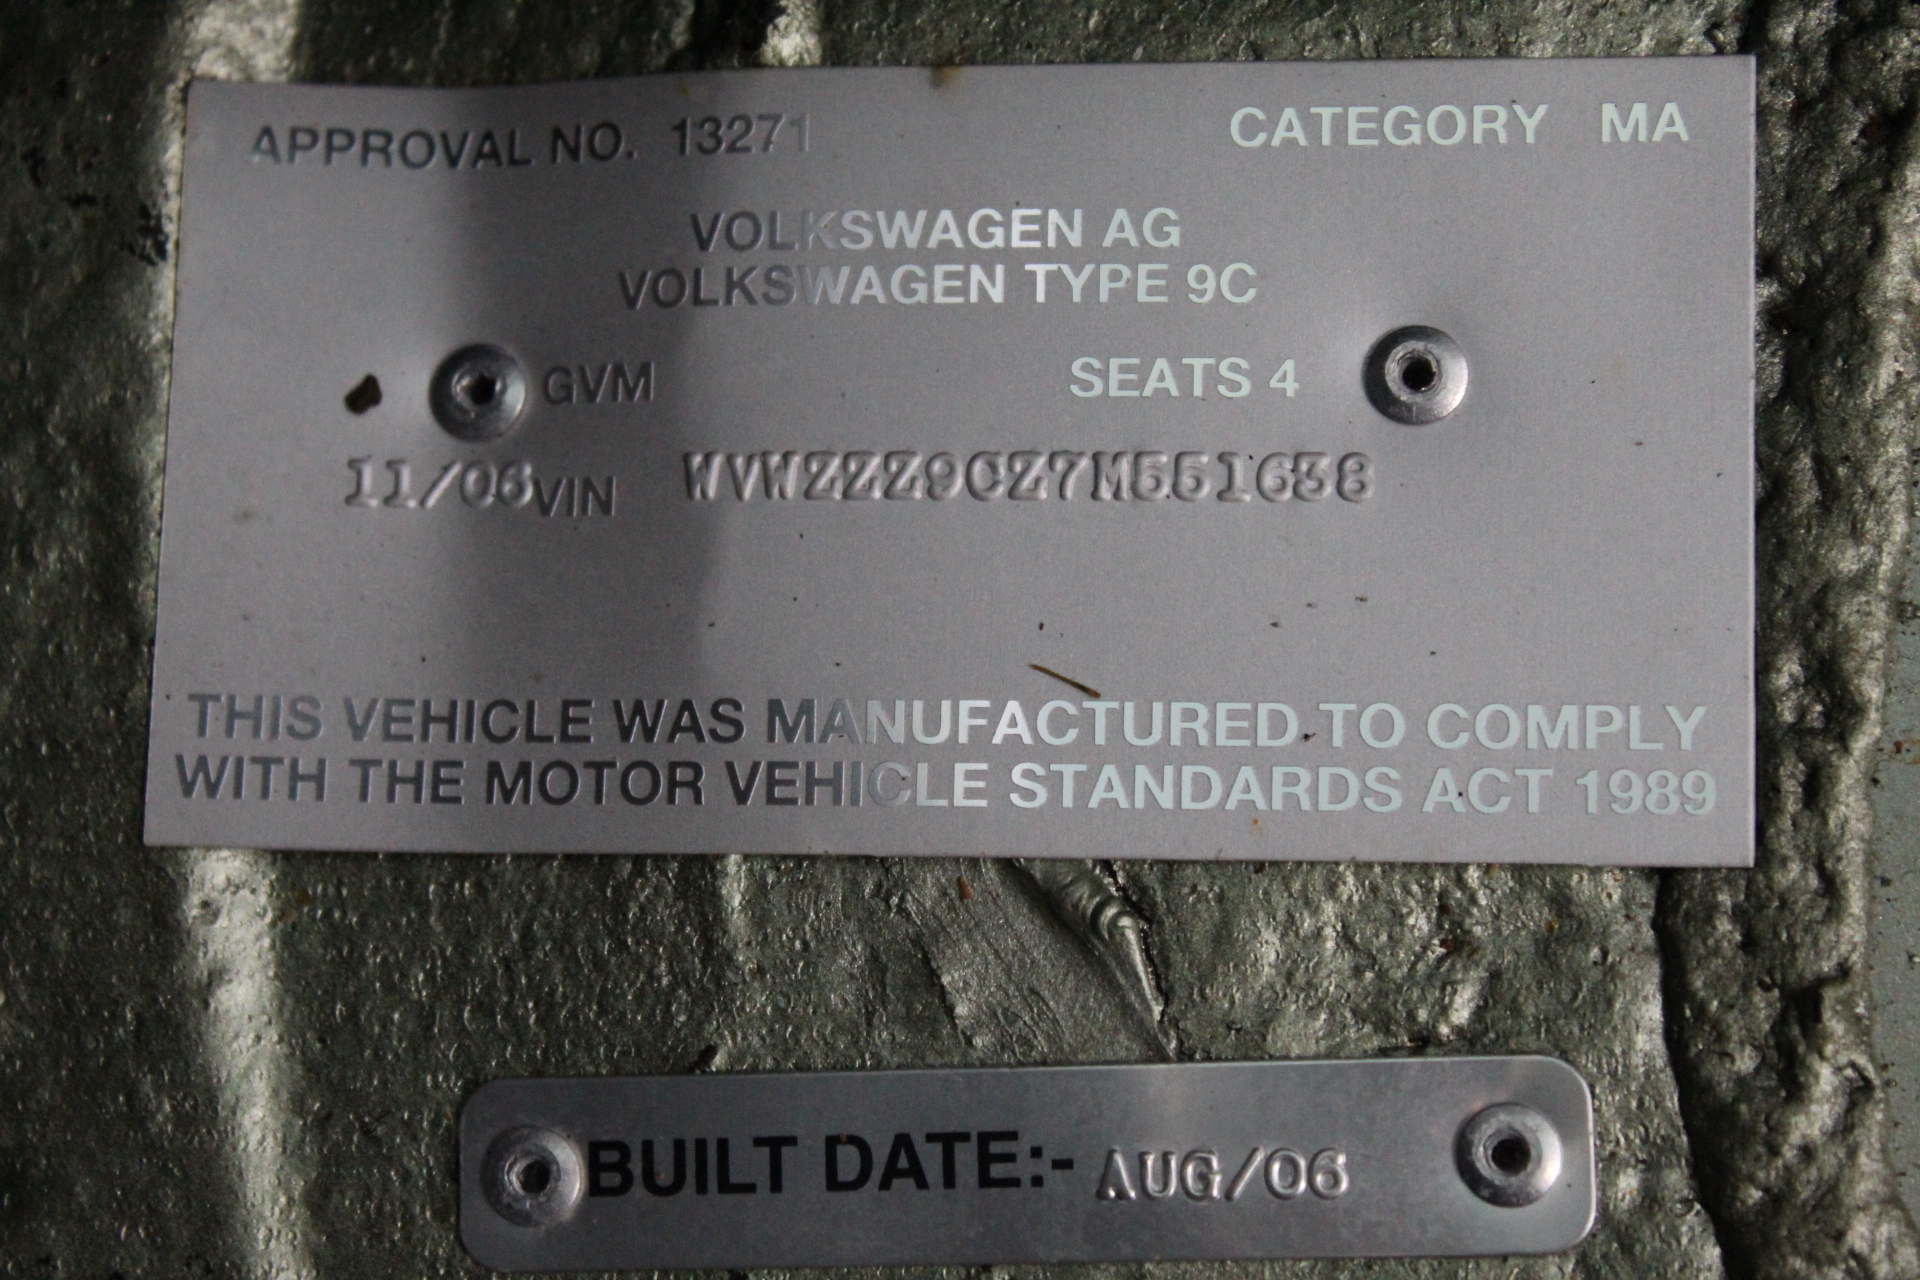 APPROVAL NO. 13271 CATEGORY MA
VOLKSWAGEN AG
VOLKSWAGEN TYPE 9C
GVM SEATS 4
11/06 VIN WVWZZZ9CZ7M551638
THIS VEHICLE WAS MANUFACTURED TO COMPLY
WITH THE MOTOR VEHICLE STANDARDS ACT 1989
BUILT DATE:- AUG/06